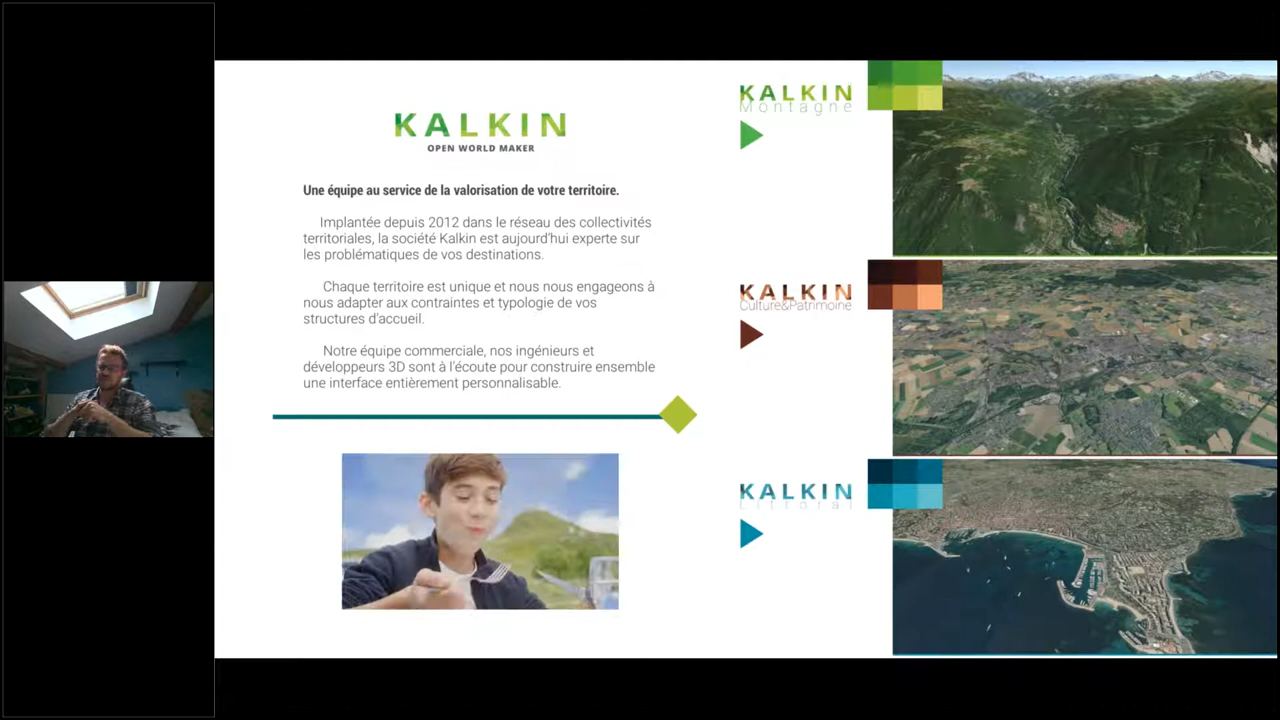 KALKIN
OPEN WORLD MAKER
Une équipe au service de la valorisation de votre territoire.
Implantée depuis 2012 dans le réseau des collectivités
territoriales, la société Kalkin est aujourd'hui experte sur
les problématiques de vos destinations.
Chaque territoire est unique et nous nous engageons à
nous adapter aux contraintes et typologie de vos
structures d'accueil.
Notre équipe commerciale, nos ingénieurs et
développeurs 3D sont à l'écoute pour construire ensemble
une interface entièrement personnalisable.
KALKIN
Montagne
KALKIN
Culture&Patrimoine
KALKIN
Littoral